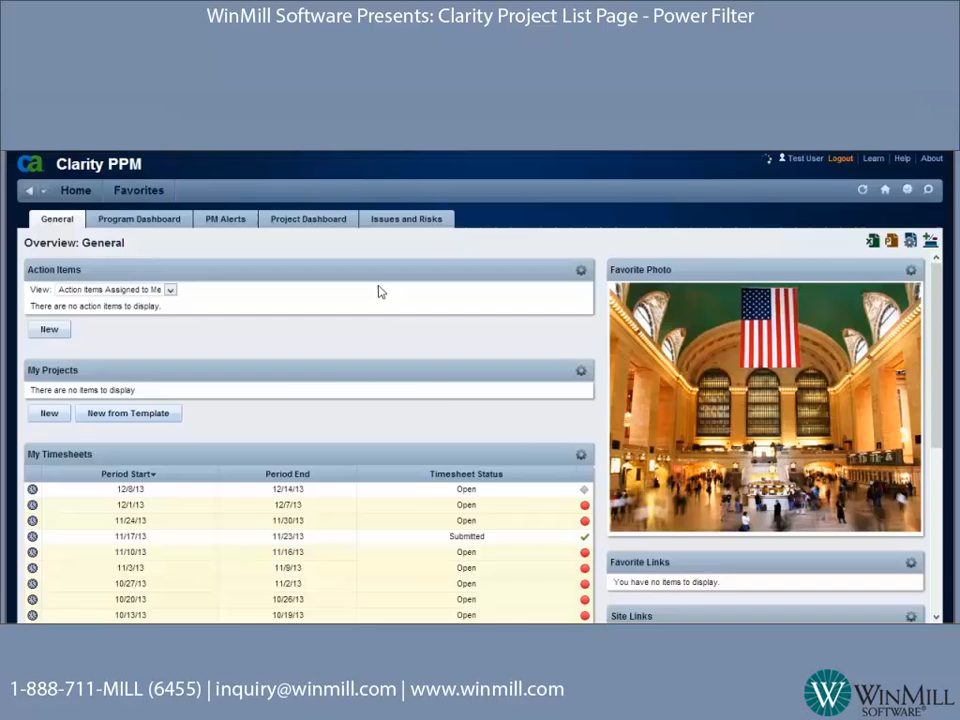 WinMill Software Presents: Clarity Project List Page - Power Filter
ca Clarity PPM
Test User Logout Learn Help About
Home Favorites
General Program Dashboard PM Alerts Project Dashboard Issues and Risks
Overview: General
Action Items
View: Action Items Assigned to Me
There are no action items to display.
New
My Projects
There are no items to display
New New from Template
My Timesheets
Period Start Period End Timesheet Status
12/8/13 12/14/13 Open
12/1/13 12/7/13 Open
11/24/13 11/30/13 Open
11/17/13 11/23/13 Submitted
11/10/13 11/16/13 Open
11/3/13 11/9/13 Open
10/27/13 11/2/13 Open
10/20/13 10/26/13 Open
10/13/13 10/19/13 Open
Favorite Photo
Favorite Links
You have no items to display.
Site Links
1-888-711-MILL (6455) | inquiry@winmill.com | www.winmill.com
W WINMILL
SOFTWARE®